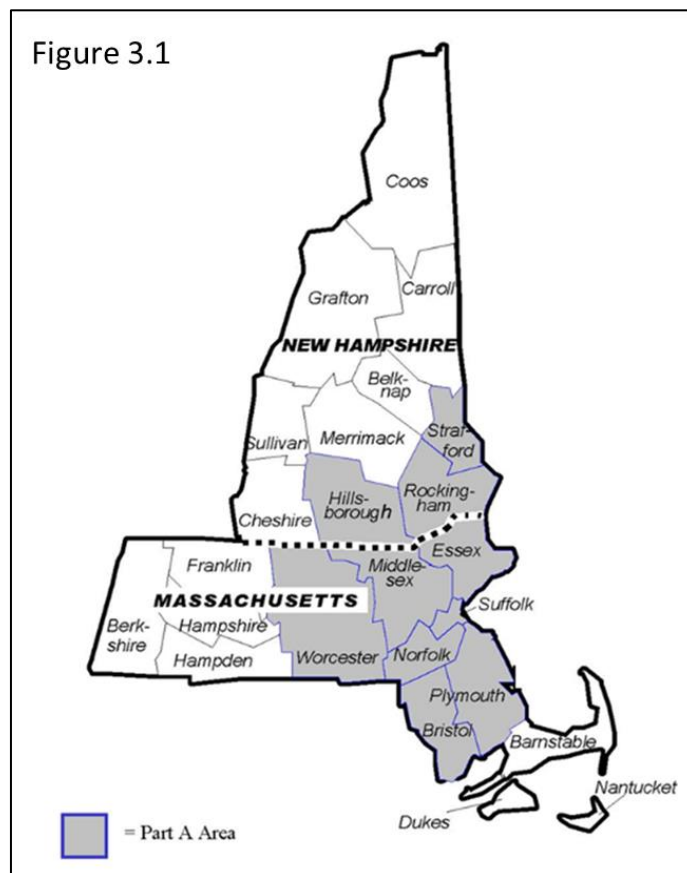 Figure 3.1
Coos
Grafton
Carroll
NEW HAMPSHIRE
Belk-
nap
Sullivan
Merrimack
Straf-
ford
Hills-
borough
Rocking-
ham
Cheshire
Essex
Franklin
Middle-
sex
MASSACHUSETTS
Suffolk
Berk-
shire
Hampshire
Hampden
Worcester
Norfolk
Plymouth
Bristol
Barnstable
Nantucket
Dukes
= Part A Area